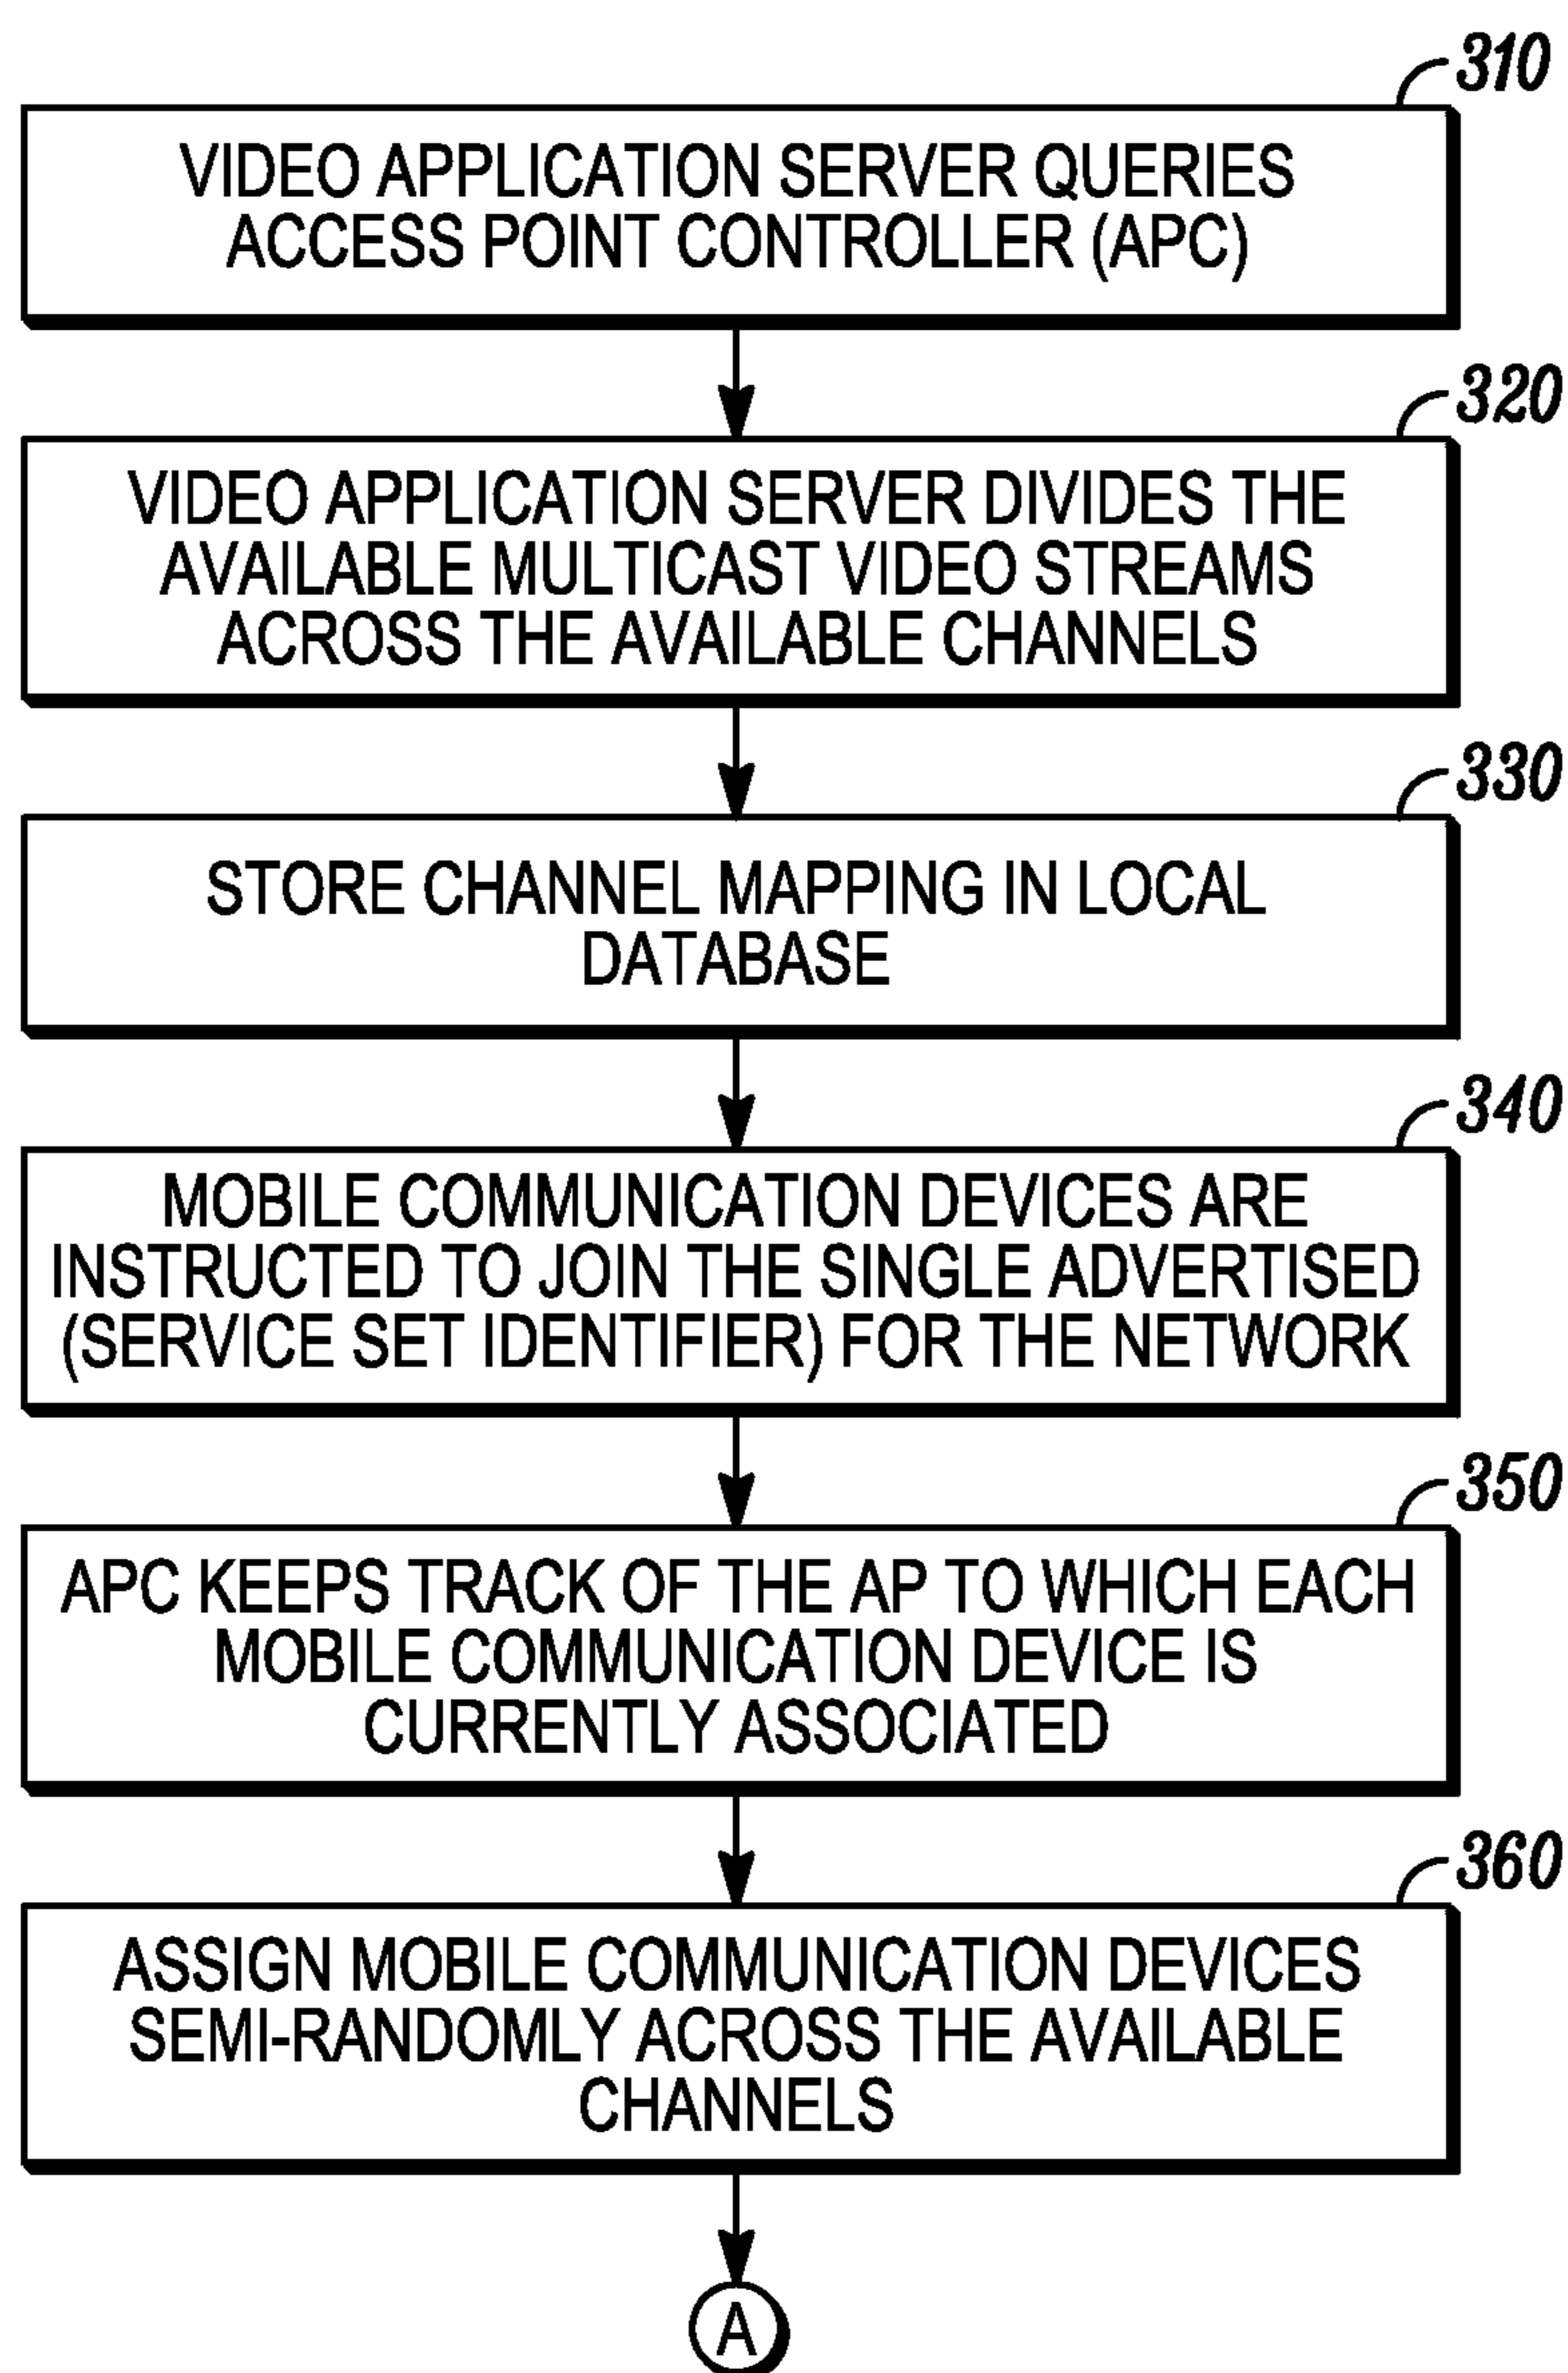 310
VIDEO APPLICATION SERVER QUERIES
ACCESS POINT CONTROLLER (APC)
320
VIDEO APPLICATION SERVER DIVIDES THE
AVAILABLE MULTICAST VIDEO STREAMS
ACROSS THE AVAILABLE CHANNELS
330
STORE CHANNEL MAPPING IN LOCAL
DATABASE
340
MOBILE COMMUNICATION DEVICES ARE
INSTRUCTED TO JOIN THE SINGLE ADVERTISED
(SERVICE SET IDENTIFIER) FOR THE NETWORK
350
APC KEEPS TRACK OF THE AP TO WHICH EACH
MOBILE COMMUNICATION DEVICE IS
CURRENTLY ASSOCIATED
360
ASSIGN MOBILE COMMUNICATION DEVICES
SEMI-RANDOMLY ACROSS THE AVAILABLE
CHANNELS
A